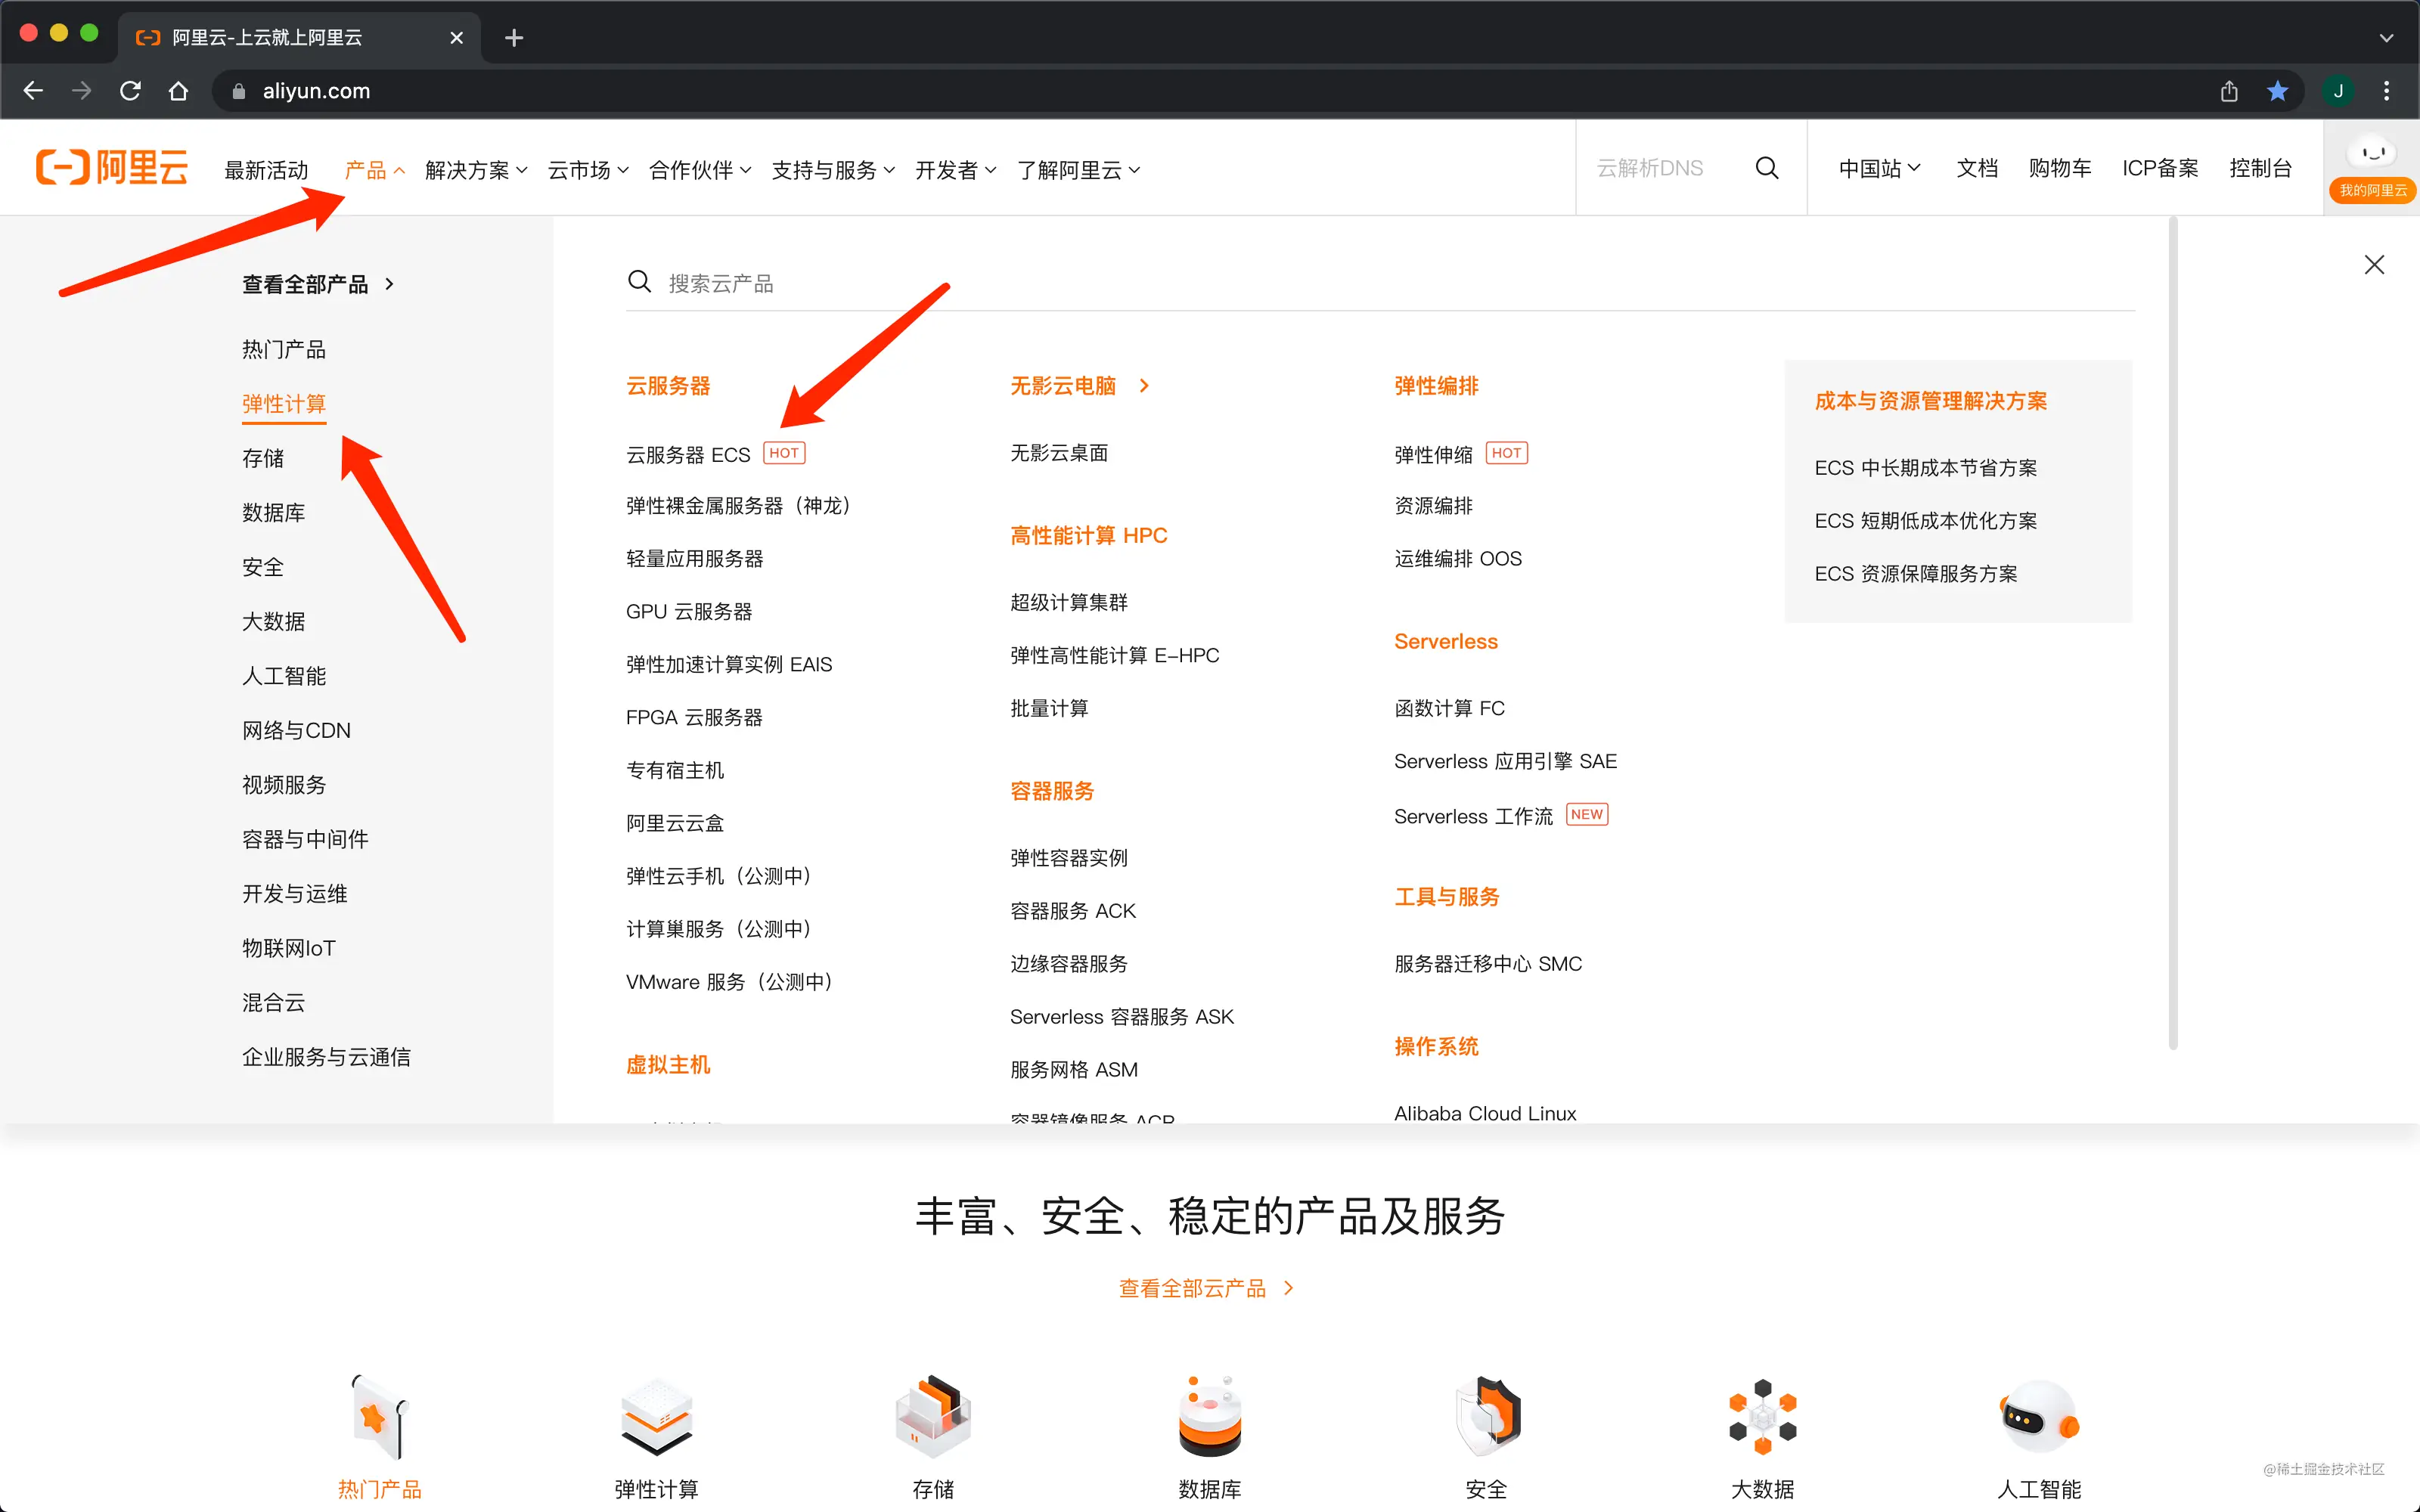 阿里云-上云就上阿里云
aliyun.com
J
阿里云
最新活动 产品 解决方案 云市场 合作伙伴 支持与服务 开发者 了解阿里云
云解析DNS
中国站 文档 购物车 ICP备案 控制台
我的阿里云
查看全部产品
热门产品
弹性计算
存储
数据库
安全
大数据
人工智能
网络与CDN
视频服务
容器与中间件
开发与运维
物联网IoT
混合云
企业服务与云通信
搜索云产品
云服务器
云服务器 ECS HOT
弹性裸金属服务器（神龙）
轻量应用服务器
GPU 云服务器
弹性加速计算实例 EAIS
FPGA 云服务器
专有宿主机
阿里云云盒
弹性云手机（公测中）
计算巢服务（公测中）
VMware 服务（公测中）
虚拟主机
无影云电脑
无影云桌面
高性能计算 HPC
超级计算集群
弹性高性能计算 E-HPC
批量计算
容器服务
弹性容器实例
容器服务 ACK
边缘容器服务
Serverless 容器服务 ASK
服务网格 ASM
容器镜像服务 ACR
弹性编排
弹性伸缩 HOT
资源编排
运维编排 OOS
Serverless
函数计算 FC
Serverless 应用引擎 SAE
Serverless 工作流 NEW
工具与服务
服务器迁移中心 SMC
操作系统
Alibaba Cloud Linux
成本与资源管理解决方案
ECS 中长期成本节省方案
ECS 短期低成本优化方案
ECS 资源保障服务方案
丰富、安全、稳定的产品及服务
查看全部云产品
热门产品 弹性计算 存储 数据库 安全 大数据 人工智能
@稀土掘金技术社区